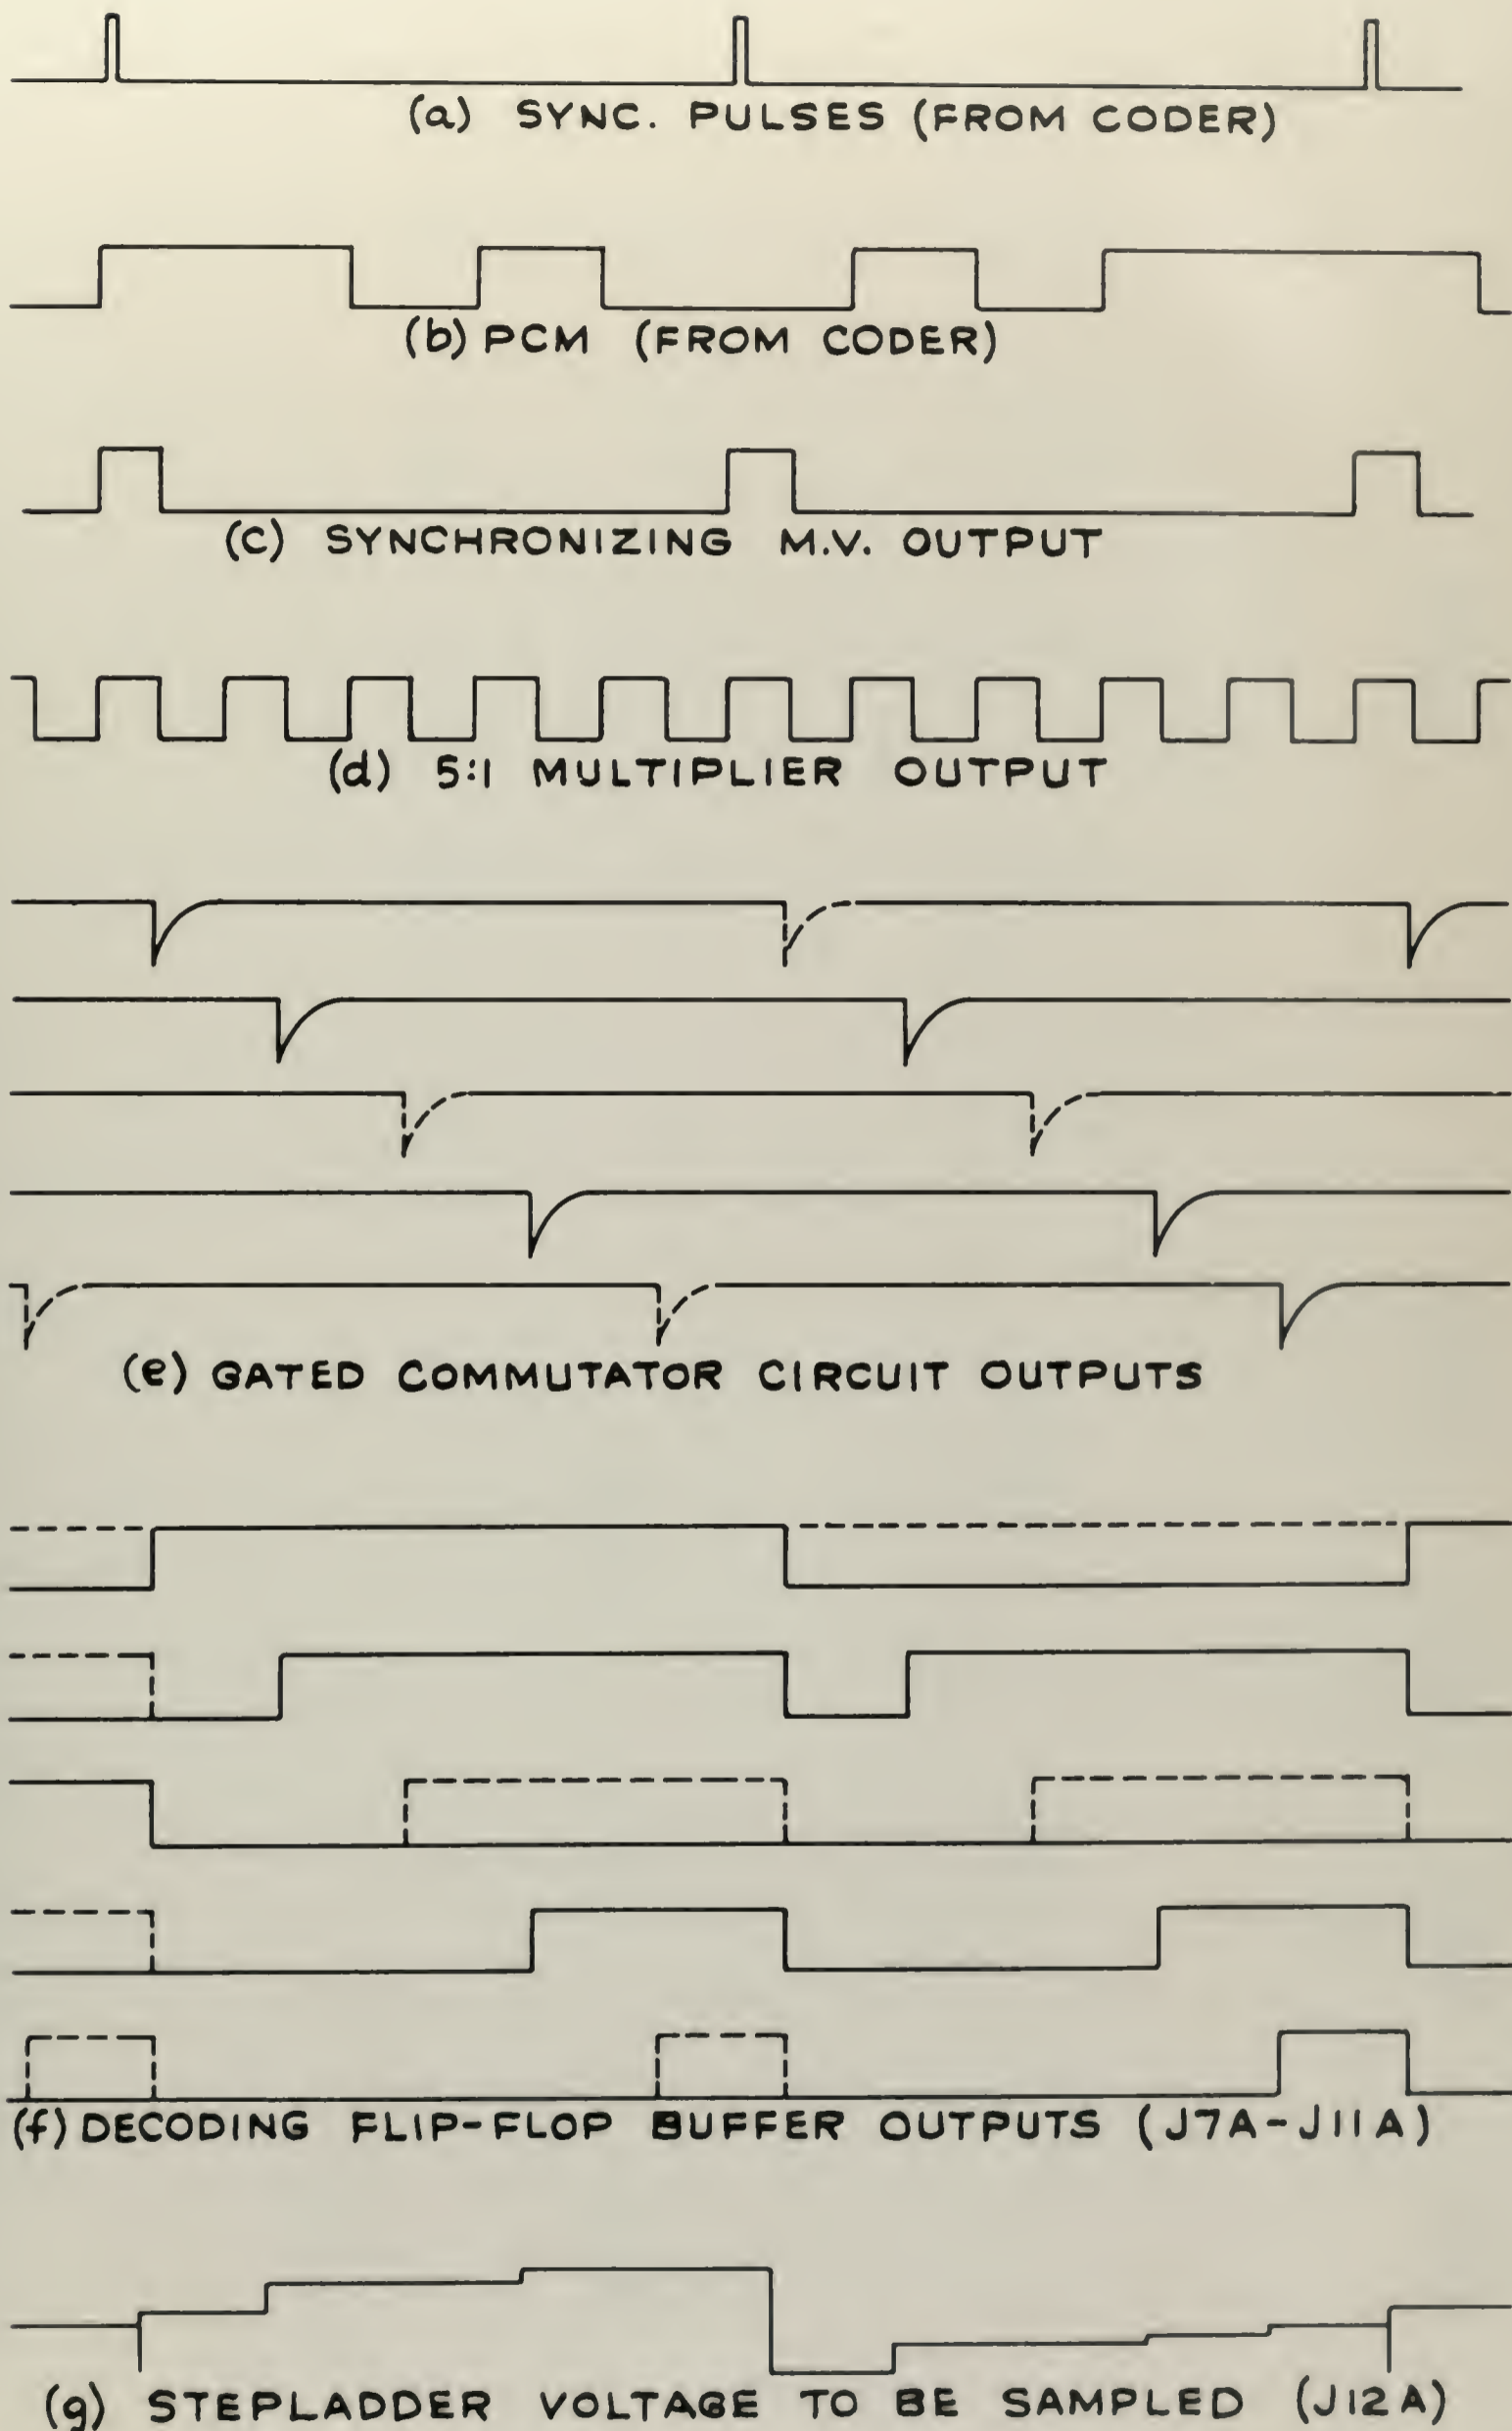 (a) SYNC. PULSES (FROM CODER)
(b) PCM (FROM CODER)
(c) SYNCHRONIZING M.V. OUTPUT
(d) 5:1 MULTIPLIER OUTPUT
(e) GATED COMMUTATOR CIRCUIT OUTPUTS
(f) DECODING FLIP-FLOP BUFFER OUTPUTS (J7A-J11A)
(g) STEPLADDER VOLTAGE TO BE SAMPLED (J12A)